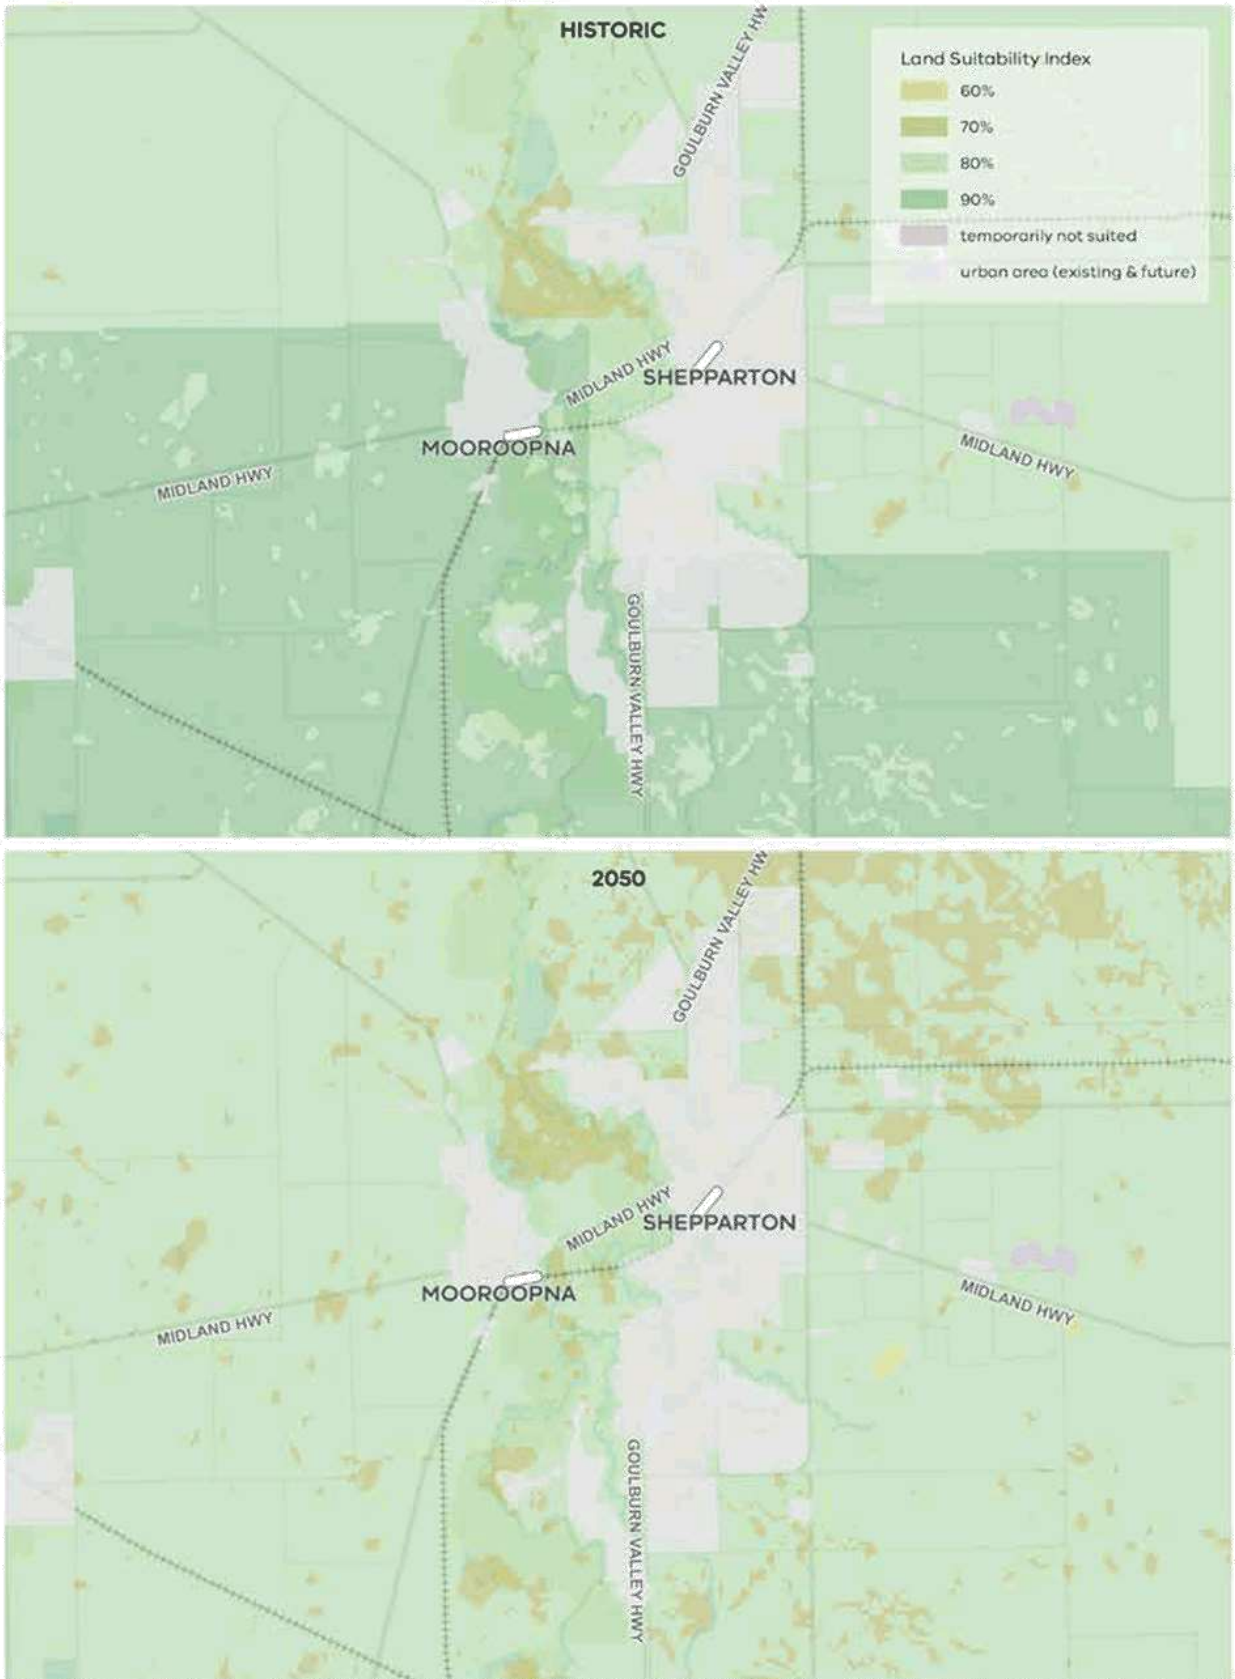 HISTORIC
GOULBURN VALLEY HW
Land Suitability Index
60%
70%
80%
90%
temporarily not suited
urban area (existing & future)
MIDLAND HWY
SHEPPARTON
MOOROOPNA
MIDLAND HWY
MIDLAND HWY
GOULBURN VALLEY HWY
2050
GOULBURN VALLEY HW
MIDLAND HWY
SHEPPARTON
MOOROOPNA
MIDLAND HWY
MIDLAND HWY
GOULBURN VALLEY HWY